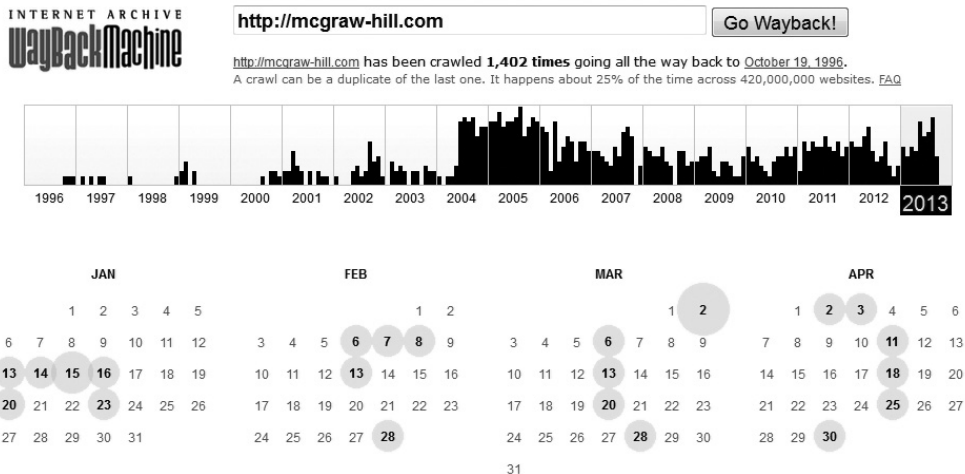 INTERNET ARCHIVE
WayBackMachine
http://mcgraw-hill.com
Go Wayback!
http://mcgraw-hill.com has been crawled 1,402 times going all the way back to October 19, 1996.
A crawl can be a duplicate of the last one. It happens about 25% of the time across 420,000,000 websites. FAQ
1996 1997 1998 1999 2000 2001 2002 2003 2004 2005 2006 2007 2008 2009 2010 2011 2012 2013
JAN FEB MAR APR
1 2 3 4 5 1 2 1 2 1 2 3 4 5 6
6 7 8 9 10 11 12 3 4 5 6 7 8 9 3 4 5 6 7 8 9 7 8 9 10 11 12 13
13 14 15 16 17 18 19 10 11 12 13 14 15 16 10 11 12 13 14 15 16 14 15 16 17 18 19 20
20 21 22 23 24 25 26 17 18 19 20 21 22 23 17 18 19 20 21 22 23 21 22 23 24 25 26 27
27 28 29 30 31 24 25 26 27 28 24 25 26 27 28 29 30 28 29 30
31